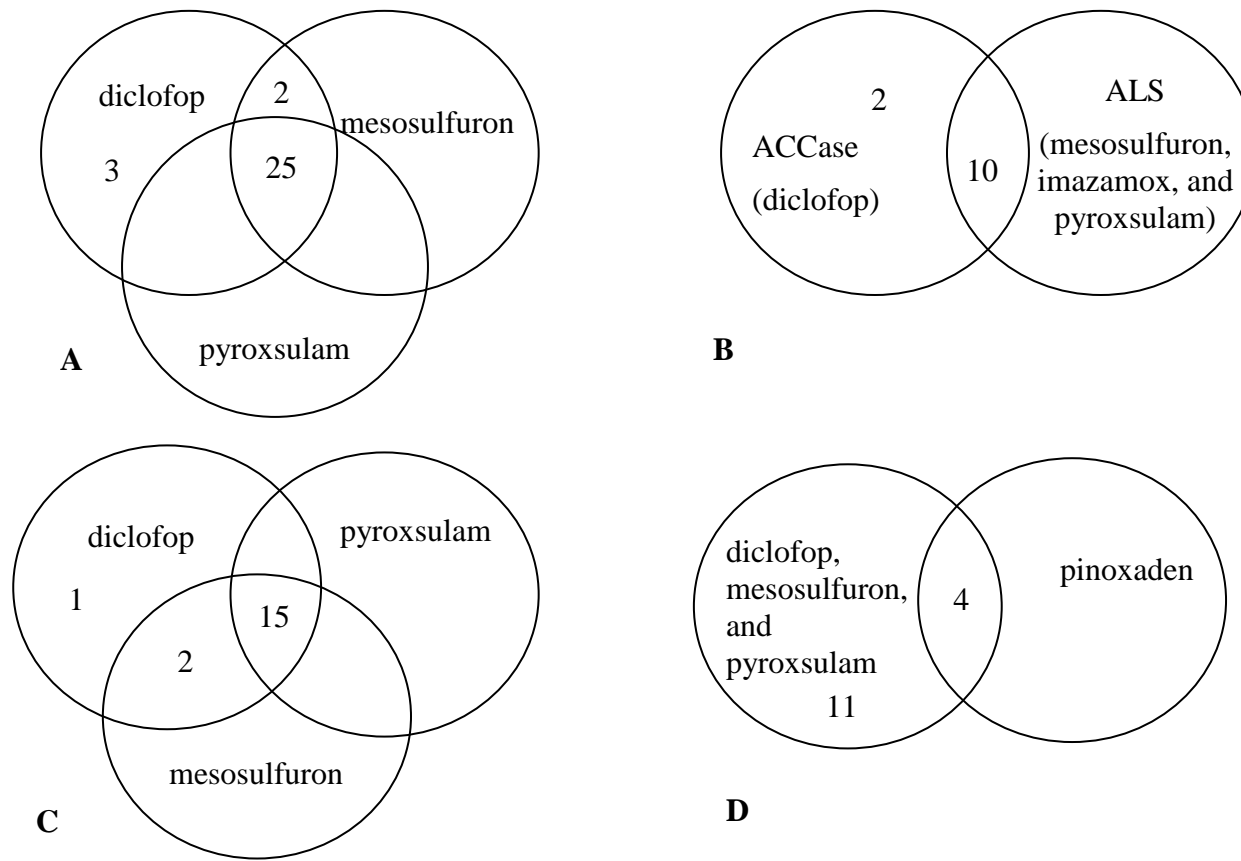 diclofop
2
mesosulfuron
3
25
pyroxsulam
A
2
ACCase
(diclofop)
10
ALS
(mesosulfuron,
imazamox, and
pyroxsulam)
B
diclofop
pyroxsulam
1
15
2
mesosulfuron
C
diclofop,
mesosulfuron,
and
pyroxsulam
11
4
pinoxaden
D